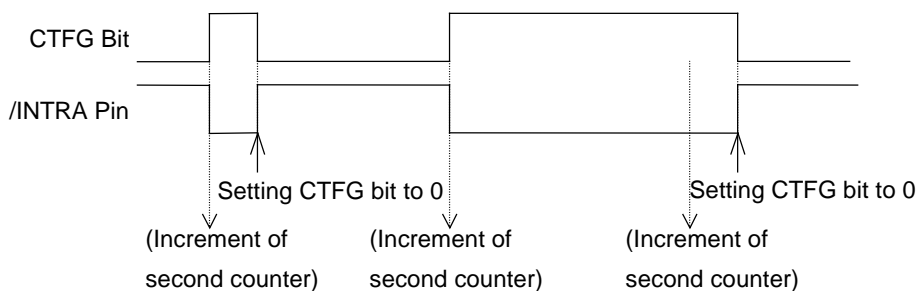 CTFG Bit
/INTRA Pin
Setting CTFG bit to 0
Setting CTFG bit to 0
(Increment of
second counter)
(Increment of
second counter)
(Increment of
second counter)